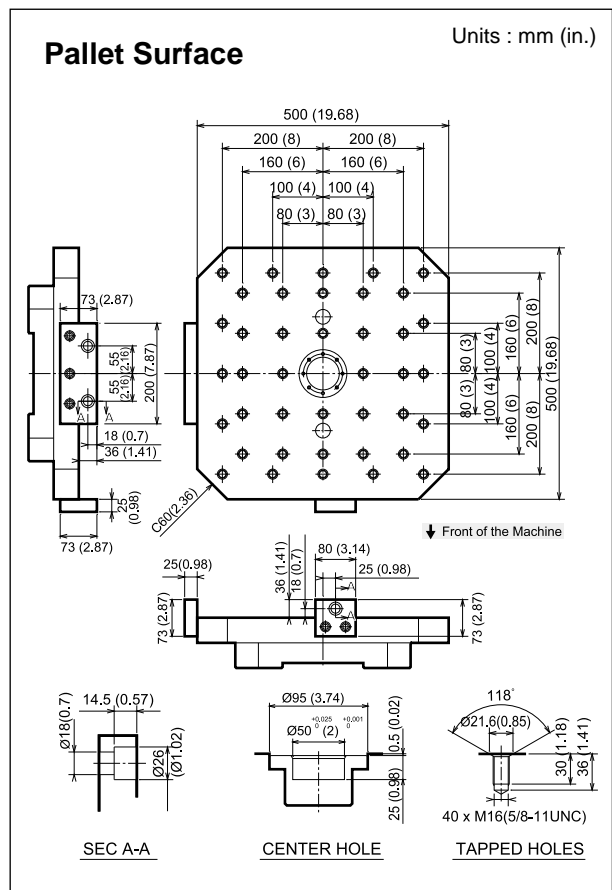 Pallet Surface
Units : mm (in.)
500 (19.68)
200 (8) 200 (8)
160 (6) 160 (6)
100 (4) 100 (4)
80 (3) 80 (3)
73 (2.87)
55 (2.16)
55 (2.16)
200 (7.87)
A A
18 (0.7)
36 (1.41)
25 (0.98)
73 (2.87)
80 (3)
80 (3)
100 (4)
100 (4)
160 (6)
160 (6)
200 (8)
200 (8)
500 (19.68)
C60(2.36)
Front of the Machine
25(0.98)
36 (1.41)
18 (0.7)
80 (3.14)
25 (0.98)
A
A
73 (2.87)
73 (2.87)
14.5 (0.57)
Ø18(0.7)
Ø26 (Ø1.02)
SEC A-A
Ø95 (3.74)
Ø50 +0.025 0 (2) +0.001 0
0.5 (0.02)
25 (0.98)
CENTER HOLE
118°
Ø21.6(0.85)
30 (1.18)
36 (1.41)
40 x M16(5/8-11UNC)
TAPPED HOLES